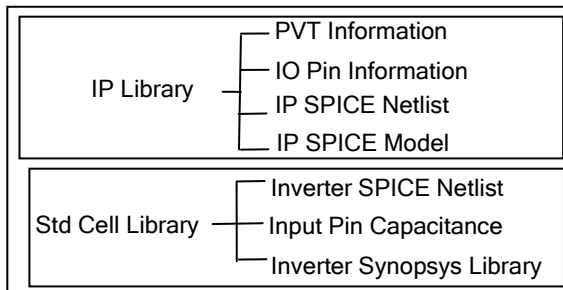 PVT Information
IO Pin Information
IP Library
IP SPICE Netlist
IP SPICE Model
Inverter SPICE Netlist
Std Cell Library
Input Pin Capacitance
Inverter Synopsys Library